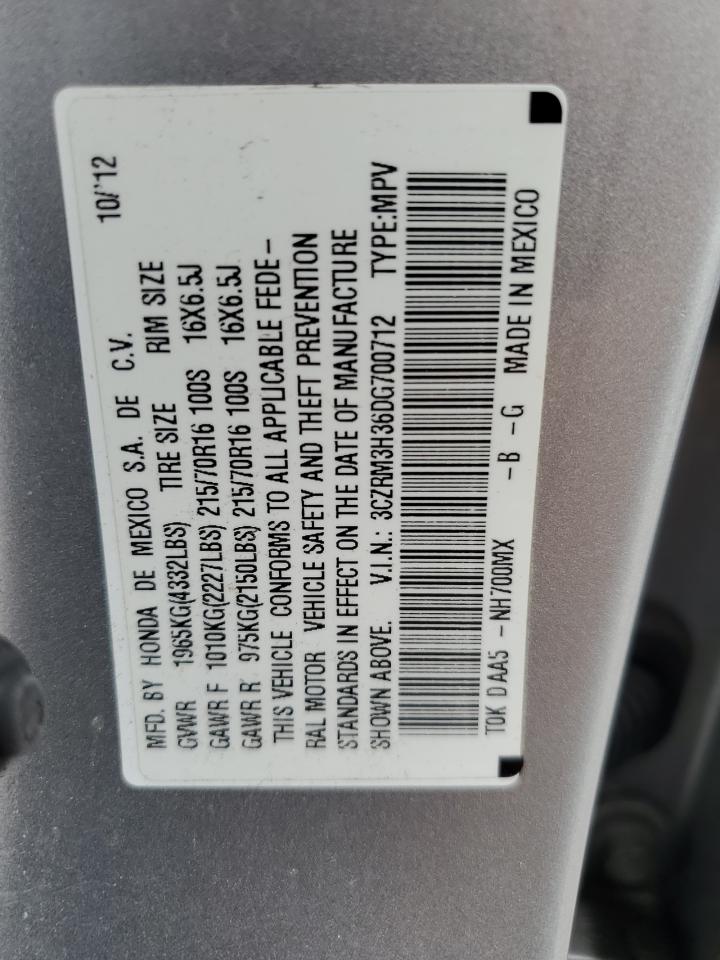 MFD. BY HONDA DE MEXICO S.A. DE C.V. 10/'12
GVWR 1965KG(4332LBS) TIRE SIZE RIM SIZE
GAWR F 1010KG(2227LBS) 215/70R16 100S 16X6.5J
GAWR R 975KG(2150LBS) 215/70R16 100S 16X6.5J
THIS VEHICLE CONFORMS TO ALL APPLICABLE FEDE-
RAL MOTOR VEHICLE SAFETY AND THEFT PREVENTION
STANDARDS IN EFFECT ON THE DATE OF MANUFACTURE
SHOWN ABOVE. V.I.N.: 3CZRM3H36DG700712 TYPE:MPV
T0K D AA5 -NH700MX -B -G MADE IN MEXICO